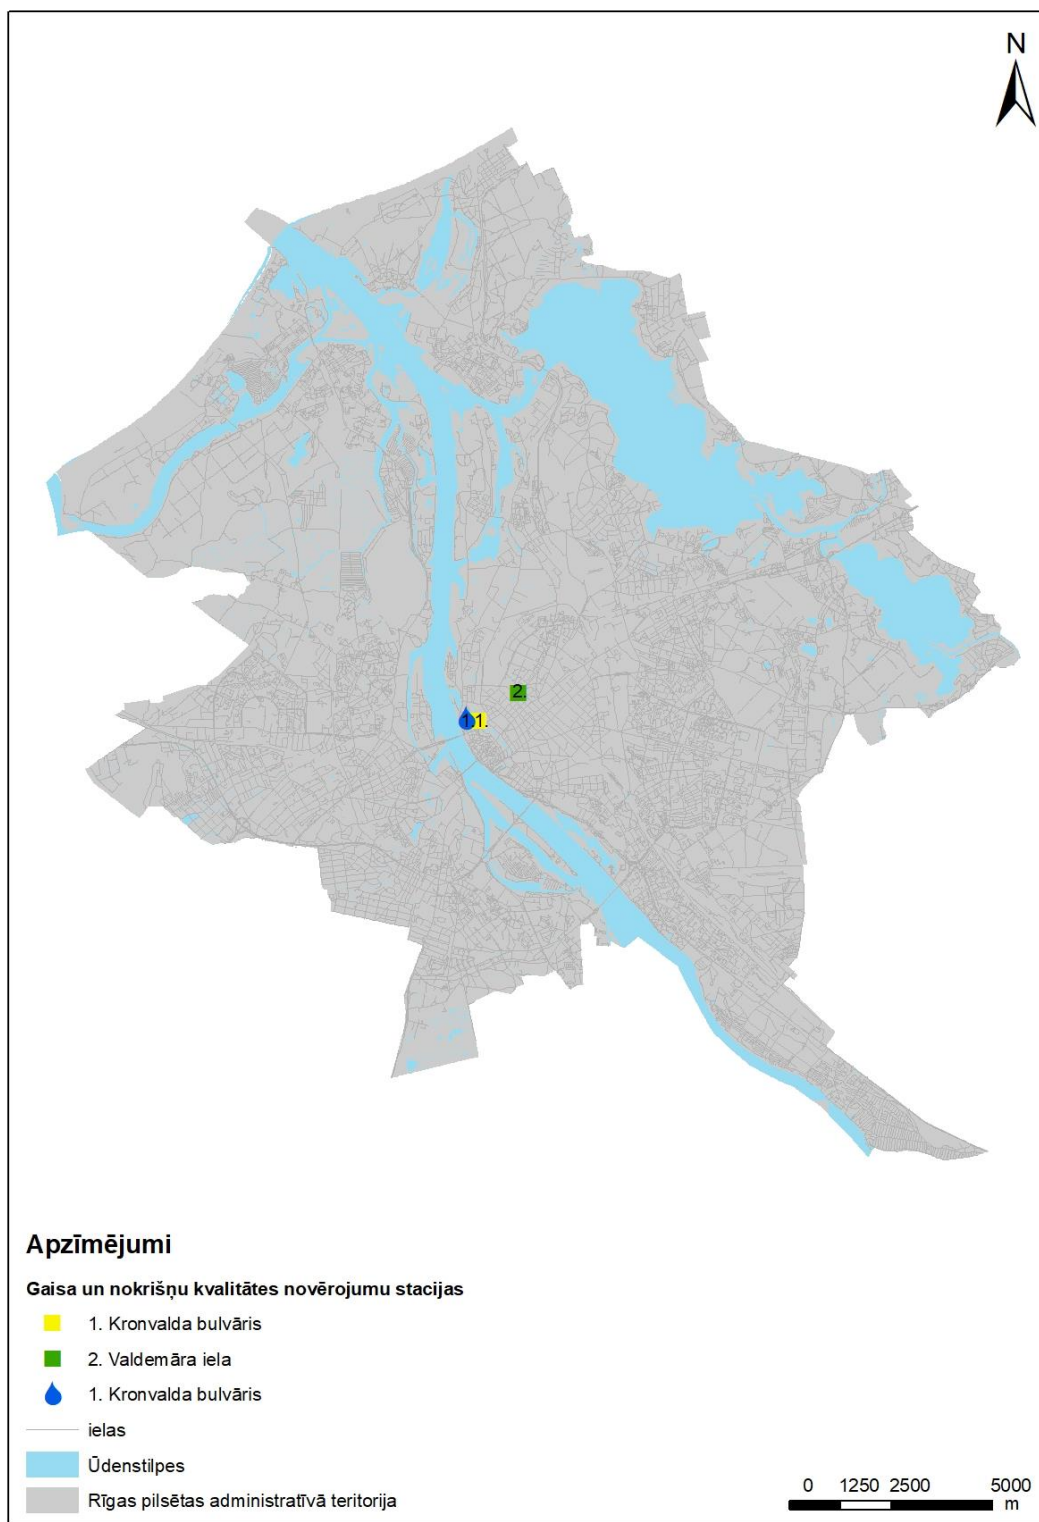 N
2.
1.
1.
Apzīmējumi
Gaisa un nokrišņu kvalitātes novērojumu stacijas
1. Kronvalda bulvāris
2. Valdemāra iela
1. Kronvalda bulvāris
ielas
Ūdenstilpes
Rīgas pilsētas administratīvā teritorija
0 1250 2500 5000
m